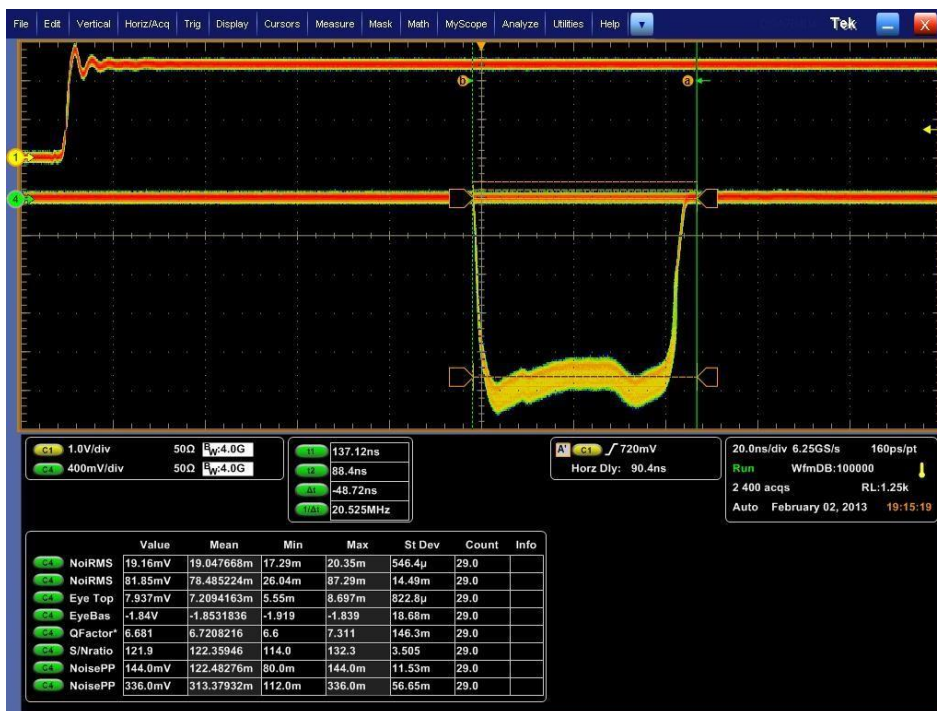 File Edit Vertical Horiz/Acq Trig Display Cursors Measure Mask Math MyScope Analyze Utilities Help Tek X
b a
1
4
C1 1.0V/div 50Ω BW:4.0G
C4 400mV/div 50Ω BW:4.0G
t1 137.12ns
t2 88.4ns
Δt -48.72ns
1/Δt 20.525MHz
A' C1 720mV
Horz Dly: 90.4ns
20.0ns/div 6.25GS/s 160ps/pt
Run WfmDB:100000
2 400 acqs RL:1.25k
Auto February 02, 2013 19:15:19
Value Mean Min Max St Dev Count Info
C4 NoiRMS 19.16mV 19.047668m 17.29m 20.35m 546.4µ 29.0
C4 NoiRMS 81.85mV 78.485224m 26.04m 87.29m 14.49m 29.0
C4 Eye Top 7.937mV 7.2094163m 5.55m 8.697m 822.8µ 29.0
C4 EyeBas -1.84V -1.8531836 -1.919 -1.839 18.68m 29.0
C4 QFactor* 6.681 6.7208216 6.6 7.311 146.3m 29.0
C4 S/Nratio 121.9 122.35946 114.0 132.3 3.505 29.0
C4 NoisePP 144.0mV 122.48276m 80.0m 144.0m 11.53m 29.0
C4 NoisePP 336.0mV 313.37932m 112.0m 336.0m 56.65m 29.0